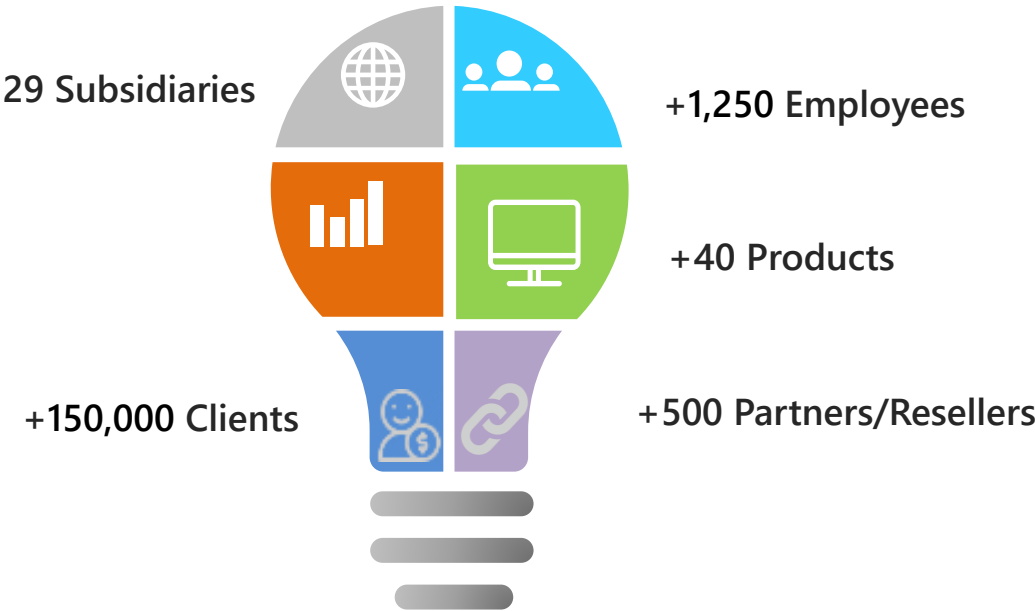 29 Subsidiaries
+1,250 Employees
+40 Products
+150,000 Clients
$
+500 Partners/Resellers